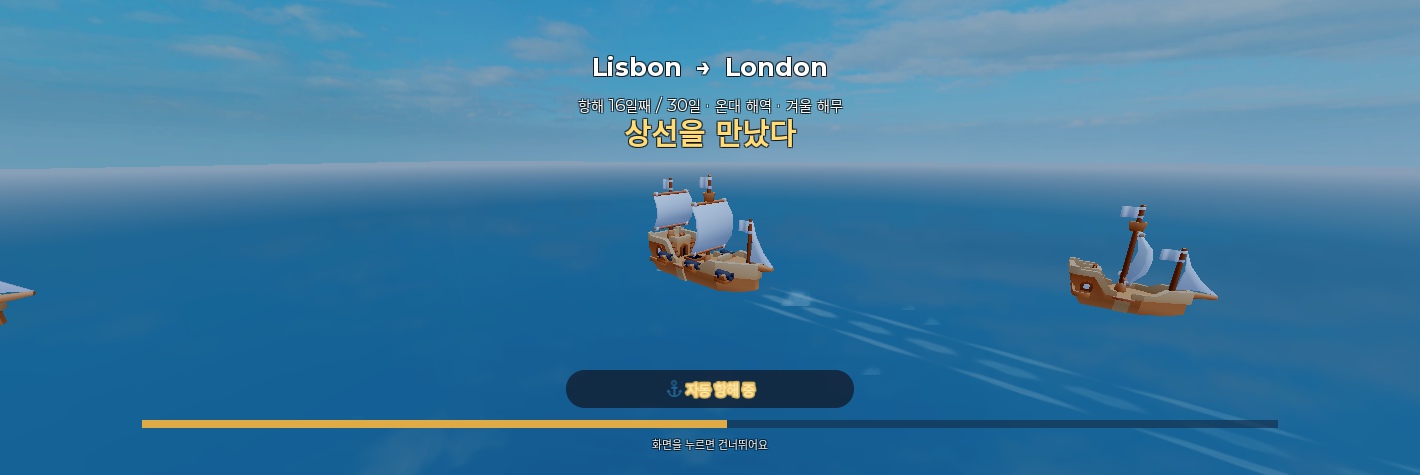 Lisbon → London
항해 16일째 / 30일 · 온대 해역 · 겨울 해무
상선을 만났다
⚓ 자동 항해 중
화면을 누르면 건너뛰어요